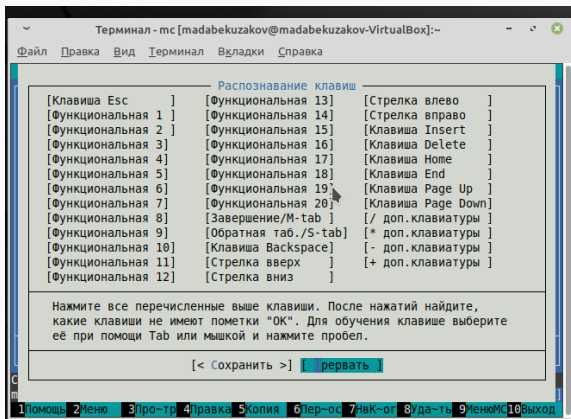 Терминал - mc [madabekuzakov@madabekuzakov-VirtualBox]:~
Файл Правка Вид Терминал Вкладки Справка
Распознавание клавиш
[Клавиша Esc ] [Функциональная 13] [Стрелка влево ]
[Функциональная 1 ] [Функциональная 14] [Стрелка вправо ]
[Функциональная 2 ] [Функциональная 15] [Клавиша Insert ]
[Функциональная 3] [Функциональная 16] [Клавиша Delete ]
[Функциональная 4] [Функциональная 17] [Клавиша Home ]
[Функциональная 5] [Функциональная 18] [Клавиша End ]
[Функциональная 6] [Функциональная 19] [Клавиша Page Up ]
[Функциональная 7] [Функциональная 20] [Клавиша Page Down]
[Функциональная 8] [Завершение/M-tab ] [/ доп.клавиатуры ]
[Функциональная 9] [Обратная таб./S-tab] [* доп.клавиатуры ]
[Функциональная 10] [Клавиша Backspace] [- доп.клавиатуры ]
[Функциональная 11] [Стрелка вверх ] [+ доп.клавиатуры ]
[Функциональная 12] [Стрелка вниз ]
Нажмите все перечисленные выше клавиши. После нажатий найдите,
какие клавиши не имеют пометки "OK". Для обучения клавише выберите
её при помощи Tab или мышкой и нажмите пробел.
[< Сохранить >] [ Прервать ]
1Помощь 2Меню 3Про~тр 4Правка 5Копия 6Пер~ос 7НвК~ог 8Уда~ть 9МенюMC 10Выход